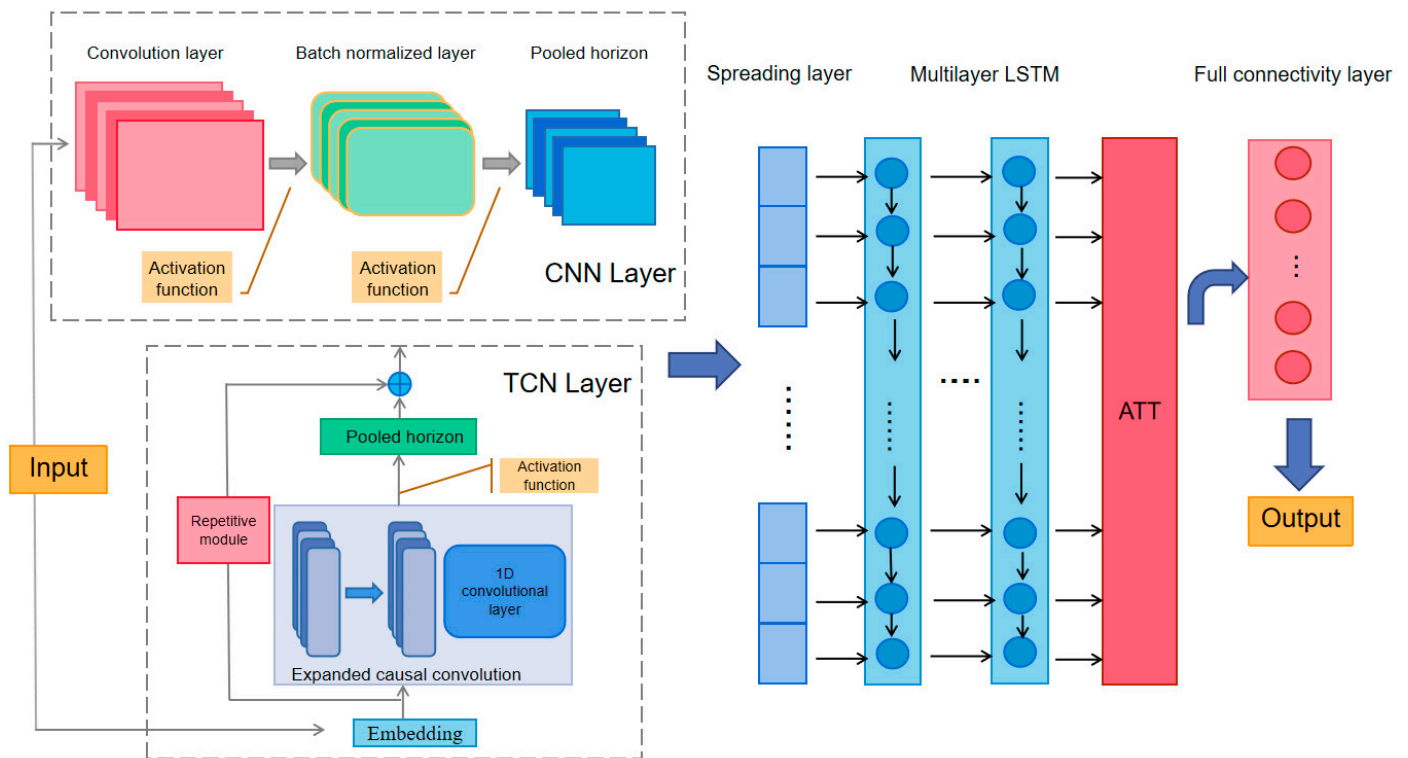 Convolution layer
Batch normalized layer
Pooled horizon
Activation
function
Activation
function
CNN Layer
Input
TCN Layer
Pooled horizon
Activation
function
Repetitive
module
1D
convolutional
layer
Expanded causal convolution
Embedding
Spreading layer
Multilayer LSTM
Full connectivity layer
ATT
Output